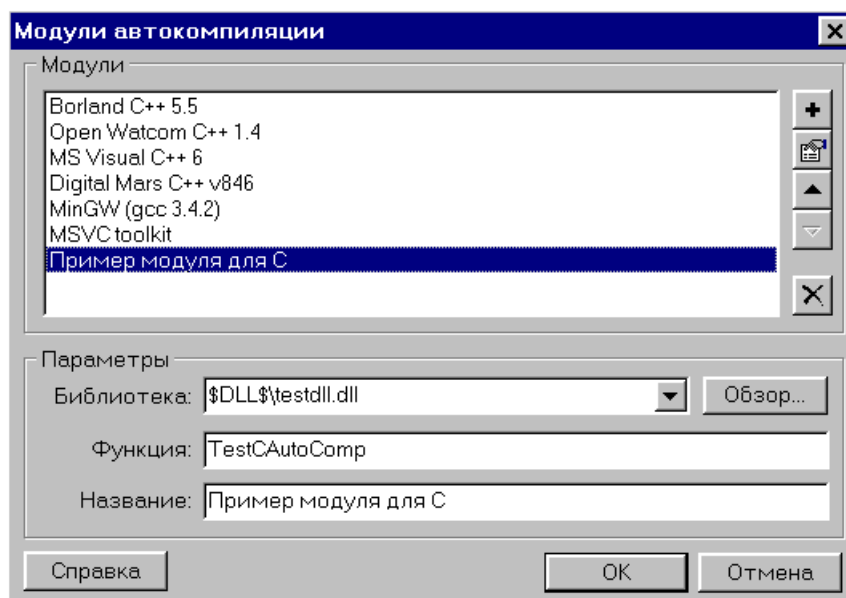 Модули автокомпиляции
Модули
Borland C++ 5.5
Open Watcom C++ 1.4
MS Visual C++ 6
Digital Mars C++ v846
MinGW (gcc 3.4.2)
MSVC toolkit
Пример модуля для C
Параметры
Библиотека: $DLL$\testdll.dll Обзор...
Функция: TestCAutoComp
Название: Пример модуля для C
Справка OK Отмена